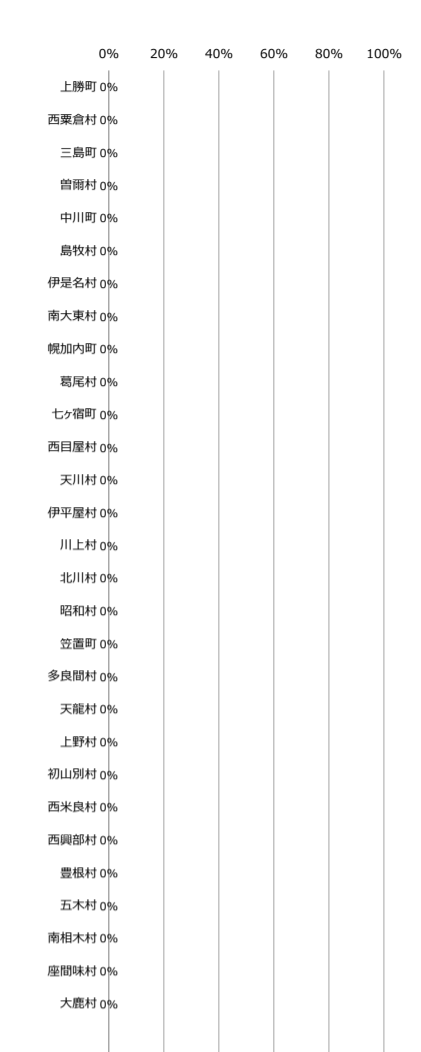 0% 20% 40% 60% 80% 100%
上勝町 0%
西粟倉村 0%
三島町 0%
曽爾村 0%
中川町 0%
島牧村 0%
伊是名村 0%
南大東村 0%
幌加内町 0%
葛尾村 0%
七ヶ宿町 0%
西目屋村 0%
天川村 0%
伊平屋村 0%
川上村 0%
北川村 0%
昭和村 0%
笠置町 0%
多良間村 0%
天龍村 0%
上野村 0%
初山別村 0%
西米良村 0%
西興部村 0%
豊根村 0%
五木村 0%
南相木村 0%
座間味村 0%
大鹿村 0%